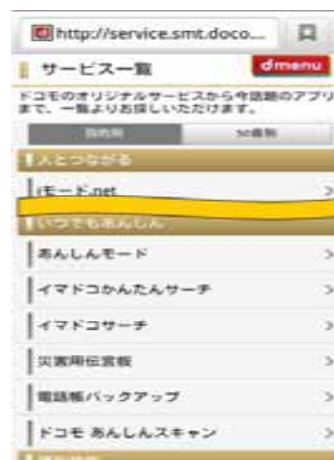 http://service.smt.doco...
サービス一覧
dmenu
ドコモのオリジナルサービスから今話題のアプリ
まで、一覧よりお探しいただけます。
目的別
50音別
人とつながる
iモード.net
いつでもあんしん
あんしんモード
イマドコかんたんサーチ
イマドコサーチ
災害用伝言板
電話帳バックアップ
ドコモ あんしんスキャン